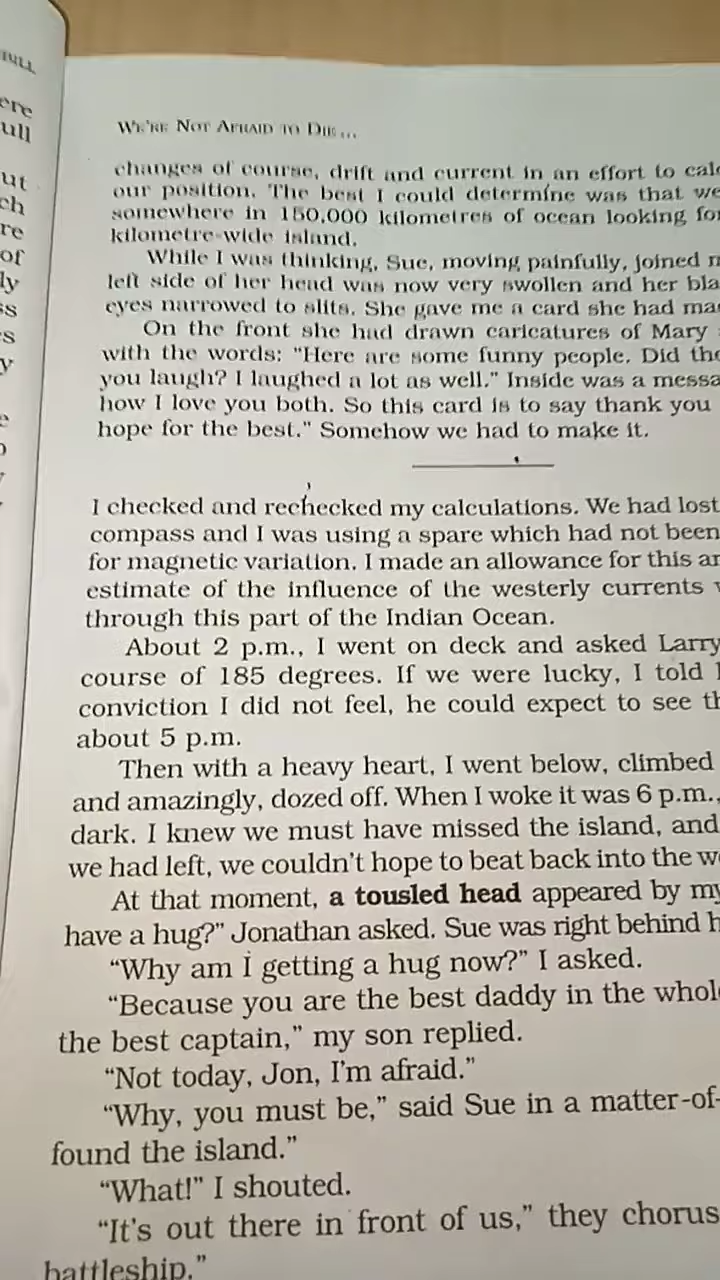 WE'RE NOT AFRAID TO DIE...
changes of course, drift and current in an effort to
our position. The best I could determine was that we
somewhere in 150,000 kilometres of ocean looking
kilometre-wide island.
While I was thinking, Sue, moving painfully, joined
left side of her head was now very swollen and her
eyes narrowed to slits. She gave me a card she had
On the front she had drawn caricatures of Mary
with the words: "Here are some funny people. Did
you laugh? I laughed a lot as well." Inside was a
how I love you both. So this card is to say thank you
hope for the best." Somehow we had to make it.
I checked and rechecked my calculations. We had lost
compass and I was using a spare which had not been
for magnetic variation. I made an allowance for this
estimate of the influence of the westerly currents
through this part of the Indian Ocean.
About 2 p.m., I went on deck and asked Larry
course of 185 degrees. If we were lucky, I told
conviction I did not feel, he could expect to see
about 5 p.m.
Then with a heavy heart, I went below, climbed
and amazingly, dozed off. When I woke it was 6 p.m.,
dark. I knew we must have missed the island, and
we had left, we couldn't hope to beat back into the
At that moment, a tousled head appeared by
have a hug?" Jonathan asked. Sue was right behind
"Why am I getting a hug now?" I asked.
"Because you are the best daddy in the
the best captain," my son replied.
"Not today, Jon, I'm afraid."
"Why, you must be," said Sue in a matter-of-
found the island."
"What!" I shouted.
"It's out there in front of us," they
battleship."